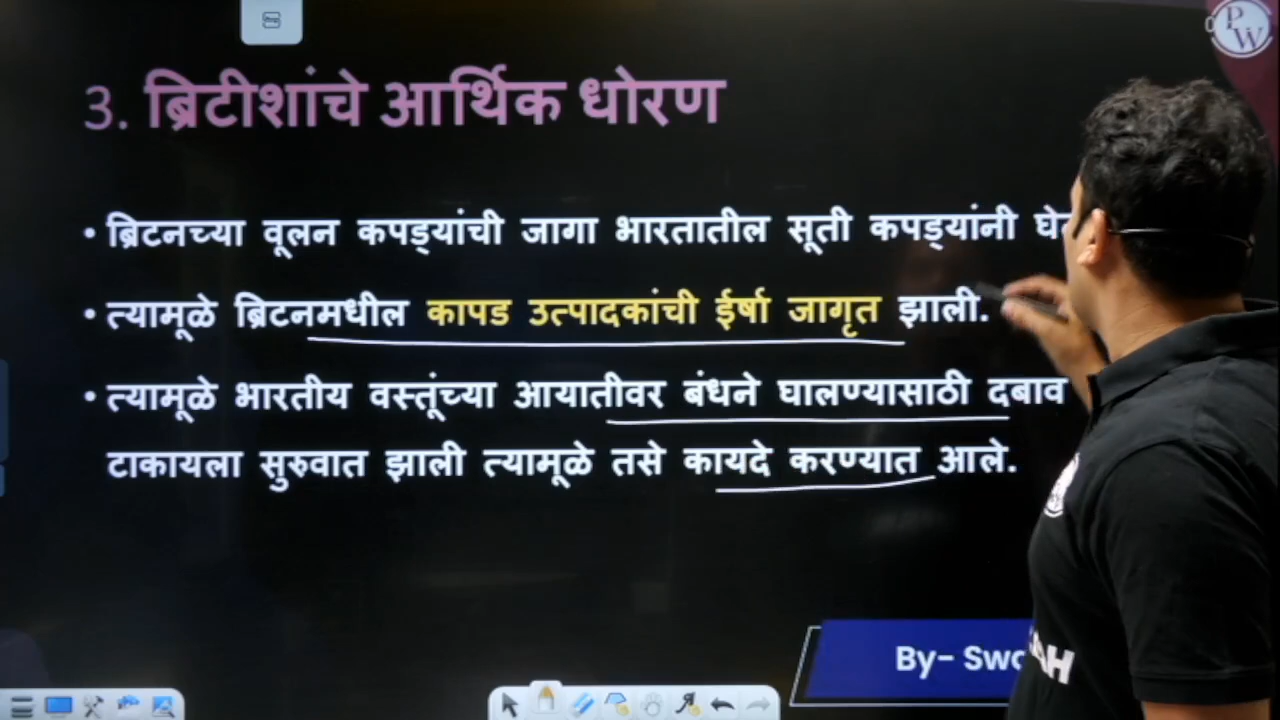 PW
3. ब्रिटीशांचे आर्थिक धोरण
• ब्रिटनच्या वूलन कपड्यांची जागा भारतातील सूती कपड्यांनी
• त्यामूळे ब्रिटनमधील कापड उत्पादकांची ईर्षा जागृत झाली.
• त्यामूळे भारतीय वस्तूंच्या आयातीवर बंधने घालण्यासाठी दबाव
टाकायला सुरुवात झाली त्यामूळे तसे कायदे करण्यात आले.
By-